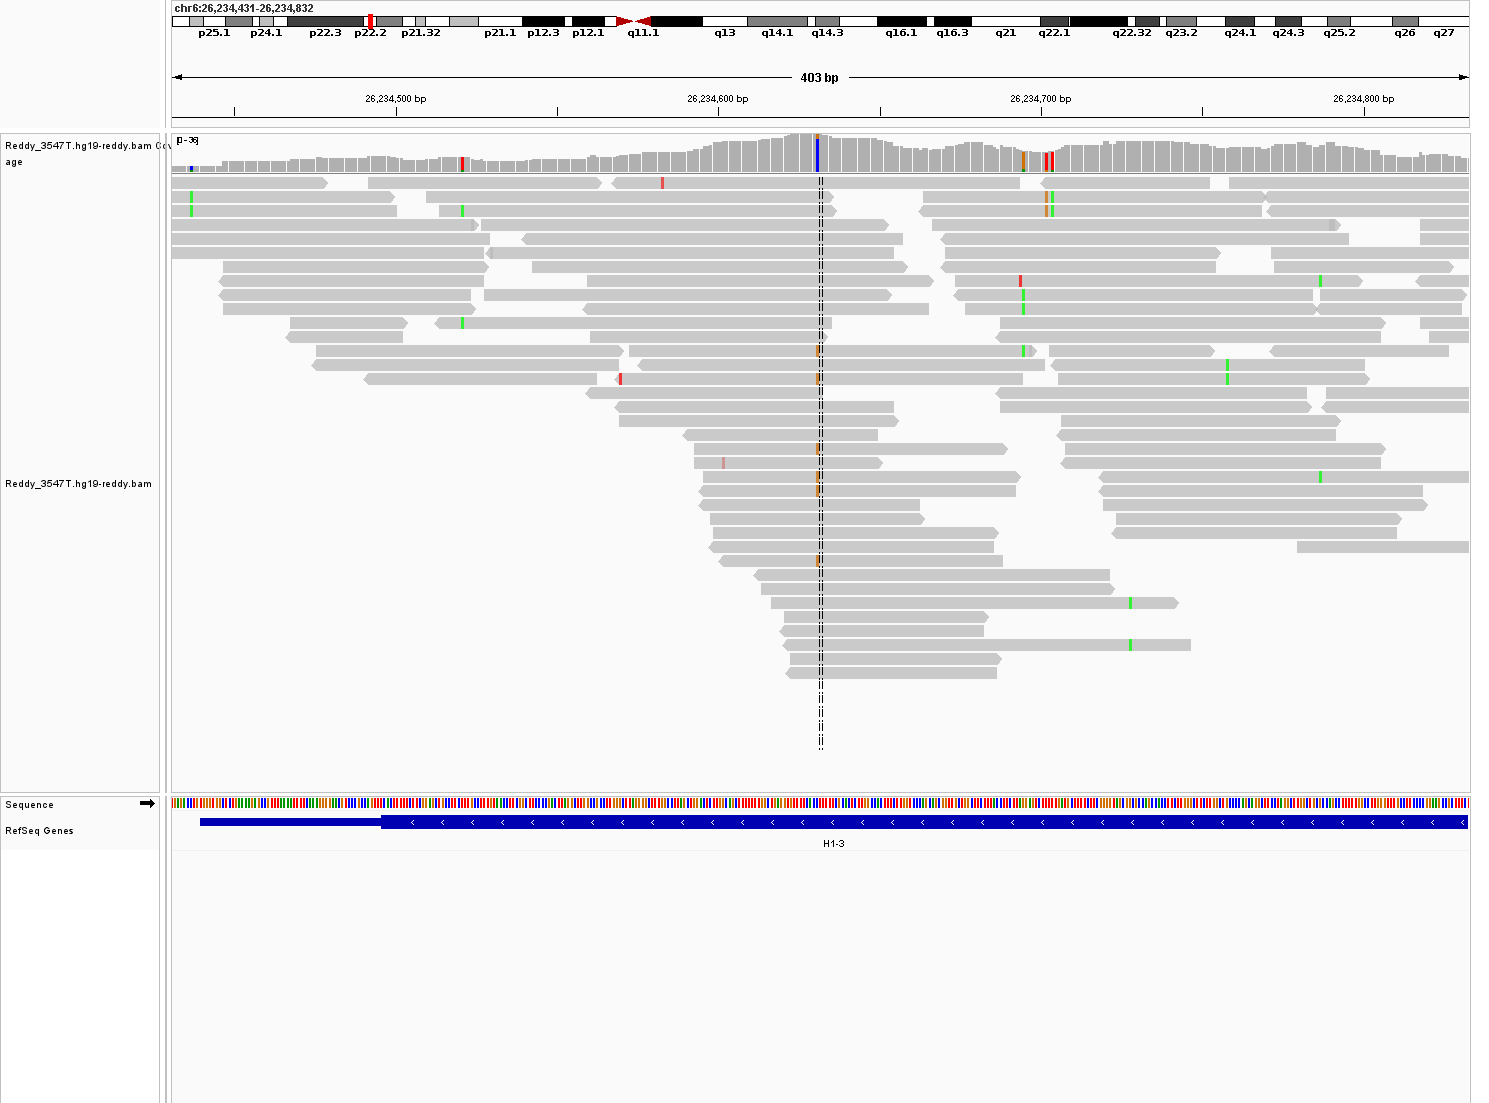 chr6:26,234,431-26,234,832
p25.1 p24.1 p22.3 p22.2 p21.32 p21.1 p12.3 p12.1 q11.1 q13 q14.1 q14.3 q16.1 q16.3 q21 q22.1 q22.32 q23.2 q24.1 q24.3 q25.2 q26 q27
403 bp
26,234,500 bp 26,234,600 bp 26,234,700 bp 26,234,800 bp
[0-36]
Reddy_3547T.hg19-reddy.bam Cov
age
Reddy_3547T.hg19-reddy.bam
Sequence
RefSeq Genes
H1-3